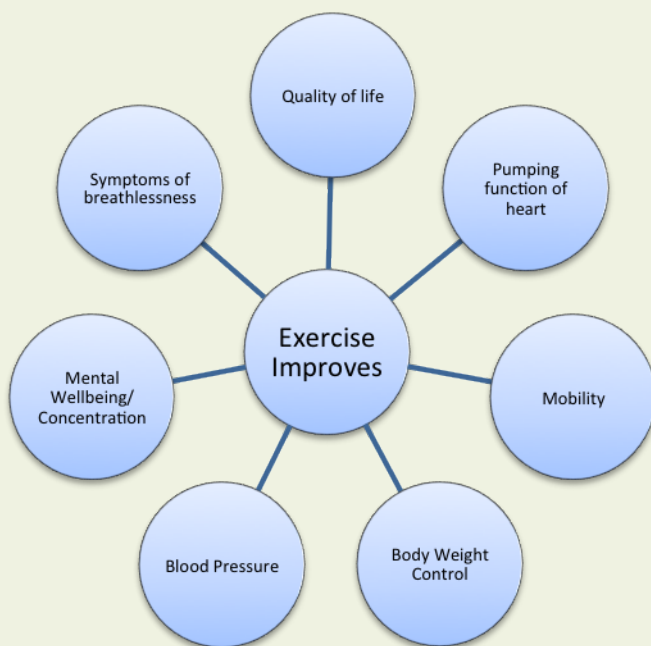 Quality of life
Symptoms of
breathlessness
Pumping
function of
heart
Exercise
Improves
Mental
Wellbeing/
Concentration
Mobility
Blood Pressure
Body Weight
Control